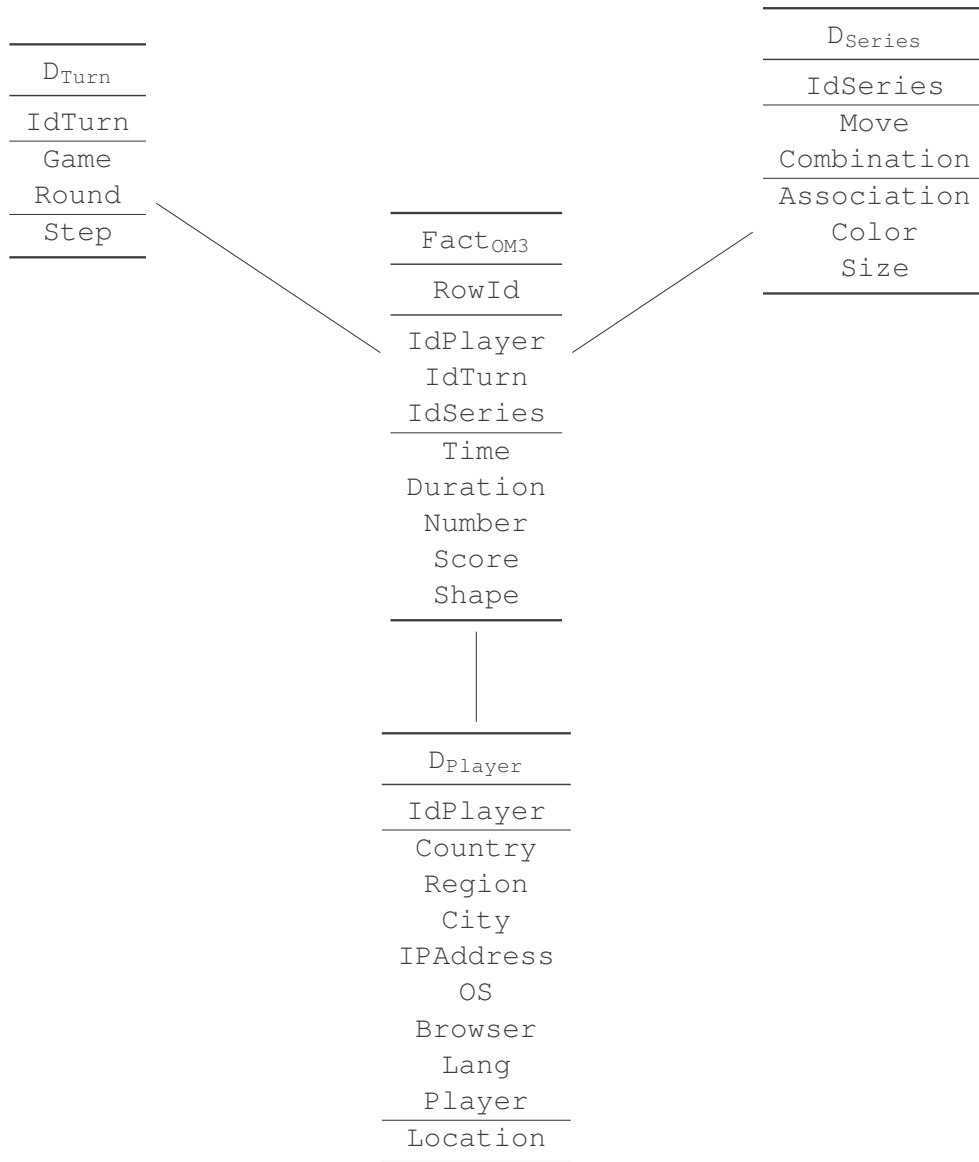 D_Turn
IdTurn
Game
Round
Step
D_Series
IdSeries
Move
Combination
Association
Color
Size
Fact_OM3
RowId
IdPlayer
IdTurn
IdSeries
Time
Duration
Number
Score
Shape
D_Player
IdPlayer
Country
Region
City
IPAddress
OS
Browser
Lang
Player
Location